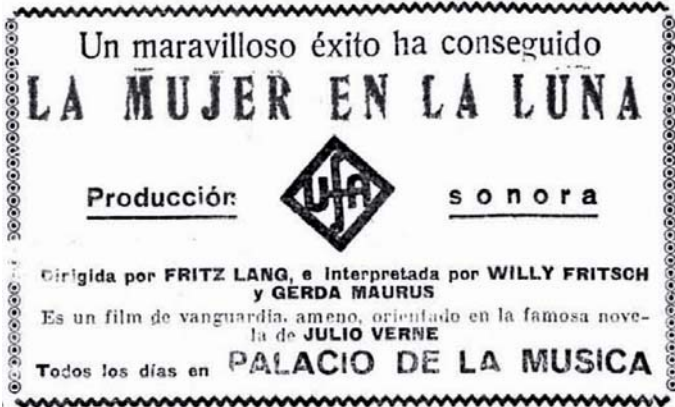 Un maravilloso éxito ha conseguido
LA MUJER EN LA LUNA
Producción
UFA
sonora
Dirigida por FRITZ LANG, e interpretada por WILLY FRITSCH
y GERDA MAURUS
Es un film de vanguardia, ameno, orientado en la famosa nove-
la de JULIO VERNE
Todos los días en PALACIO DE LA MUSICA